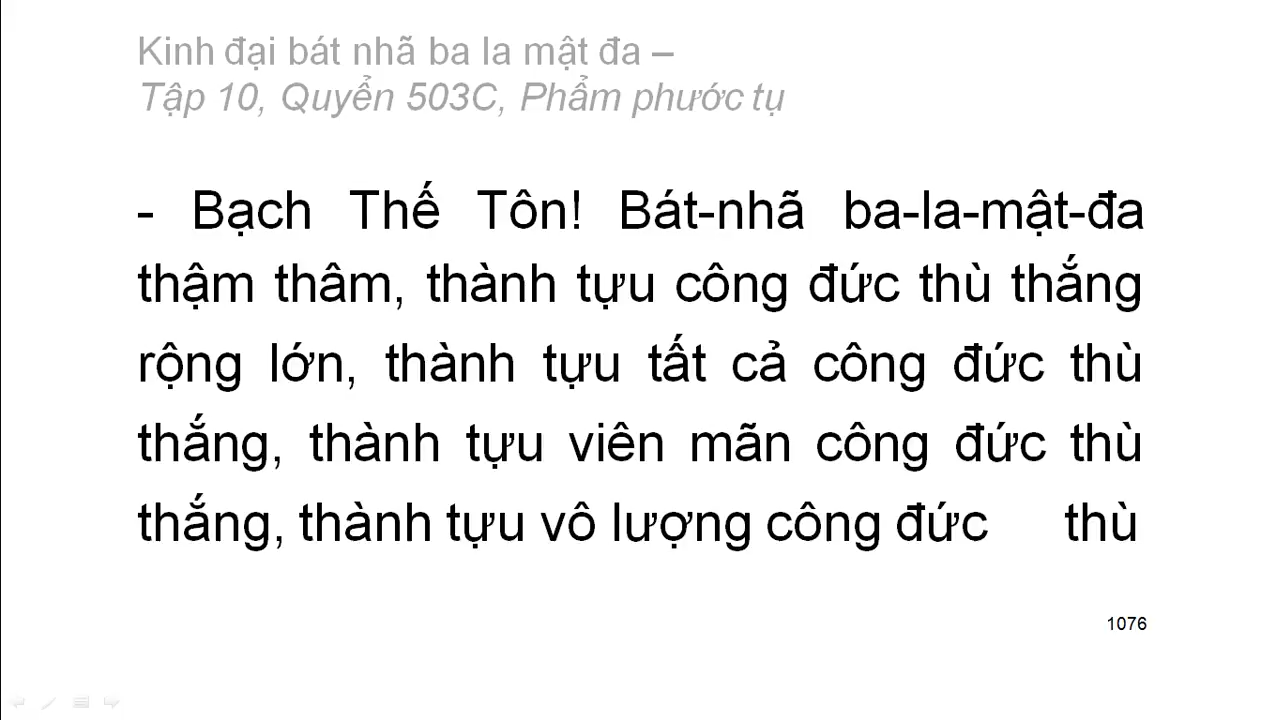 Kinh đại bát nhã ba la mật đa –
Tập 10, Quyển 503C, Phẩm phước tụ
- Bạch Thế Tôn! Bát-nhã ba-la-mật-đa
thậm thâm, thành tựu công đức thù thắng
rộng lớn, thành tựu tất cả công đức thù
thắng, thành tựu viên mãn công đức thù
thắng, thành tựu vô lượng công đức thù
1076